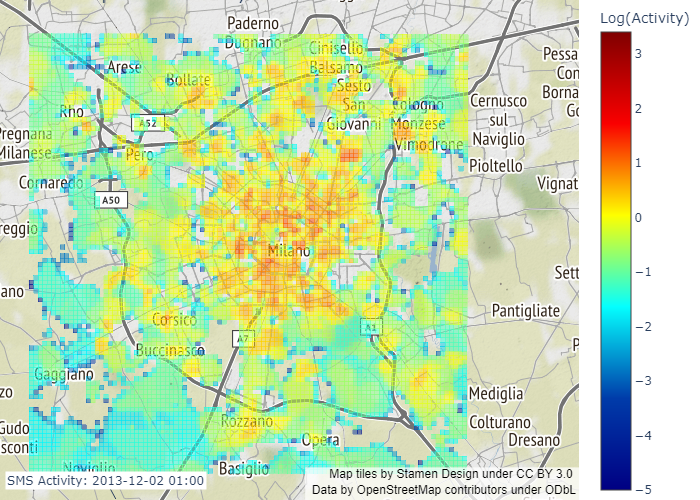 Log(Activity)
Paderno
Dugnano
Cinisello
Balsamo
Arese
Bollate
Sesto
San
Giovanni
Cologno
Monzese
Cernusco
sul
Naviglio
Pessa
Borna
Rho
A52
Pregnana
Milanese
Pero
Vimodrone
Pioltello
Cornaredo
A50
Vignat
reggio
Milano
Sett
ano
Pantigliate
Corsico
A7
A1
Buccinasco
Gaggiano
Mediglia
Rozzano
Colturano
Dresano
Opera
Gudo
sconti
Noviglio
Basiglio
SMS Activity: 2013-12-02 01:00
Map tiles by Stamen Design under CC BY 3.0
Data by OpenStreetMap contributors under ODbL
3
2
1
0
−1
−2
−3
−4
−5